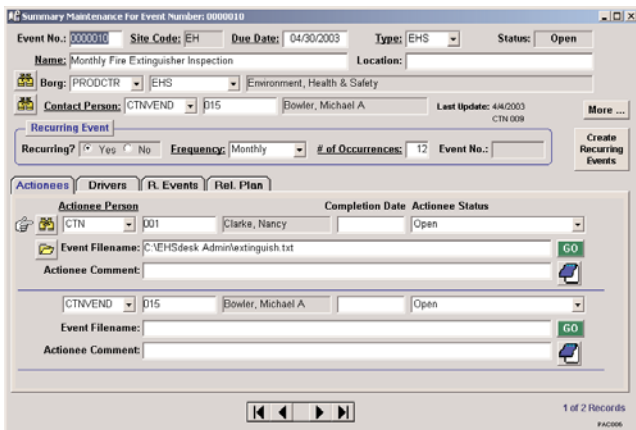 Summary Maintenance For Event Number: 0000010
Event No.: 0000010 Site Code: EH Due Date: 04/30/2003 Type: EHS Status: Open
Name: Monthly Fire Extinguisher Inspection Location:
Borg: PRODCTR EHS Environment, Health & Safety
Contact Person: CTNVEND 015 Bowler, Michael A Last Update: 4/4/2003 More ...
CTN 009
Recurring Event
Recurring? Yes No Frequency: Monthly # of Occurrences: 12 Event No.:
Create
Recurring
Events
Actionees Drivers R. Events Rel. Plan
Actionee Person Completion Date Actionee Status
CTN 001 Clarke, Nancy Open
Event Filename: C:\EHSdesk Admin\extinguish.txt GO
Actionee Comment:
CTNVEND 015 Bowler, Michael A Open
Event Filename: GO
Actionee Comment:
1 of 2 Records
PAC006